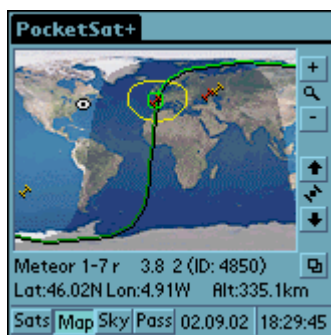 PocketSat+
+
-
Meteor 1-7 r 3.8 2 (ID: 4850)
Lat:46.02N Lon:4.91W Alt:335.1km
Sats Map Sky Pass 02.09.02 18:29:45